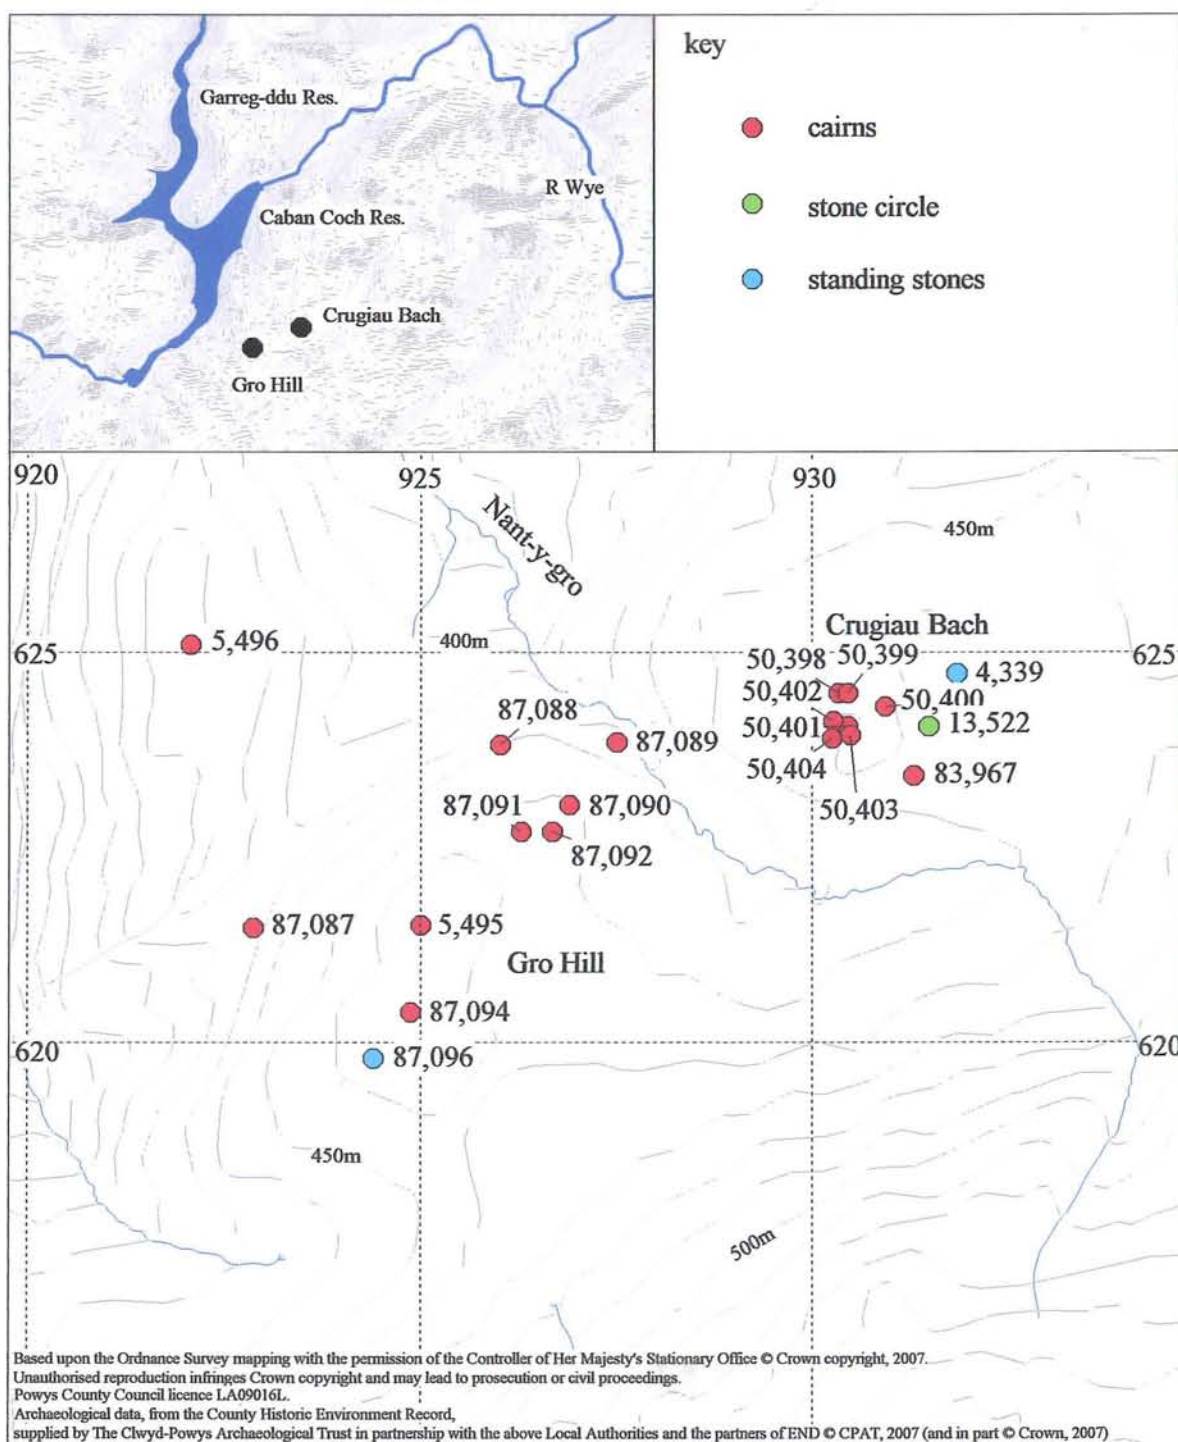 key
Garreg-ddu Res.
cairns
R Wye
Caban Coch Res.
stone circle
standing stones
Crugiau Bach
Gro Hill
920
925
930
Nant-y-gro
450m
Crugiau Bach
5,496
400m
625
625
50,398
50,399
4,339
50,402
50,400
87,088
50,401
13,522
87,089
50,404
83,967
87,091
87,090
50,403
87,092
87,087
5,495
Gro Hill
87,094
620
620
87,096
450m
500m
Based upon the Ordnance Survey mapping with the permission of the Controller of Her Majesty's Stationary Office © Crown copyright, 2007.
Unauthorised reproduction infringes Crown copyright and may lead to prosecution or civil proceedings.
Powys County Council licence LA09016L.
Archaeological data, from the County Historic Environment Record,
supplied by The Clwyd-Powys Archaeological Trust in partnership with the above Local Authorities and the partners of END © CPAT, 2007 (and in part © Crown, 2007)